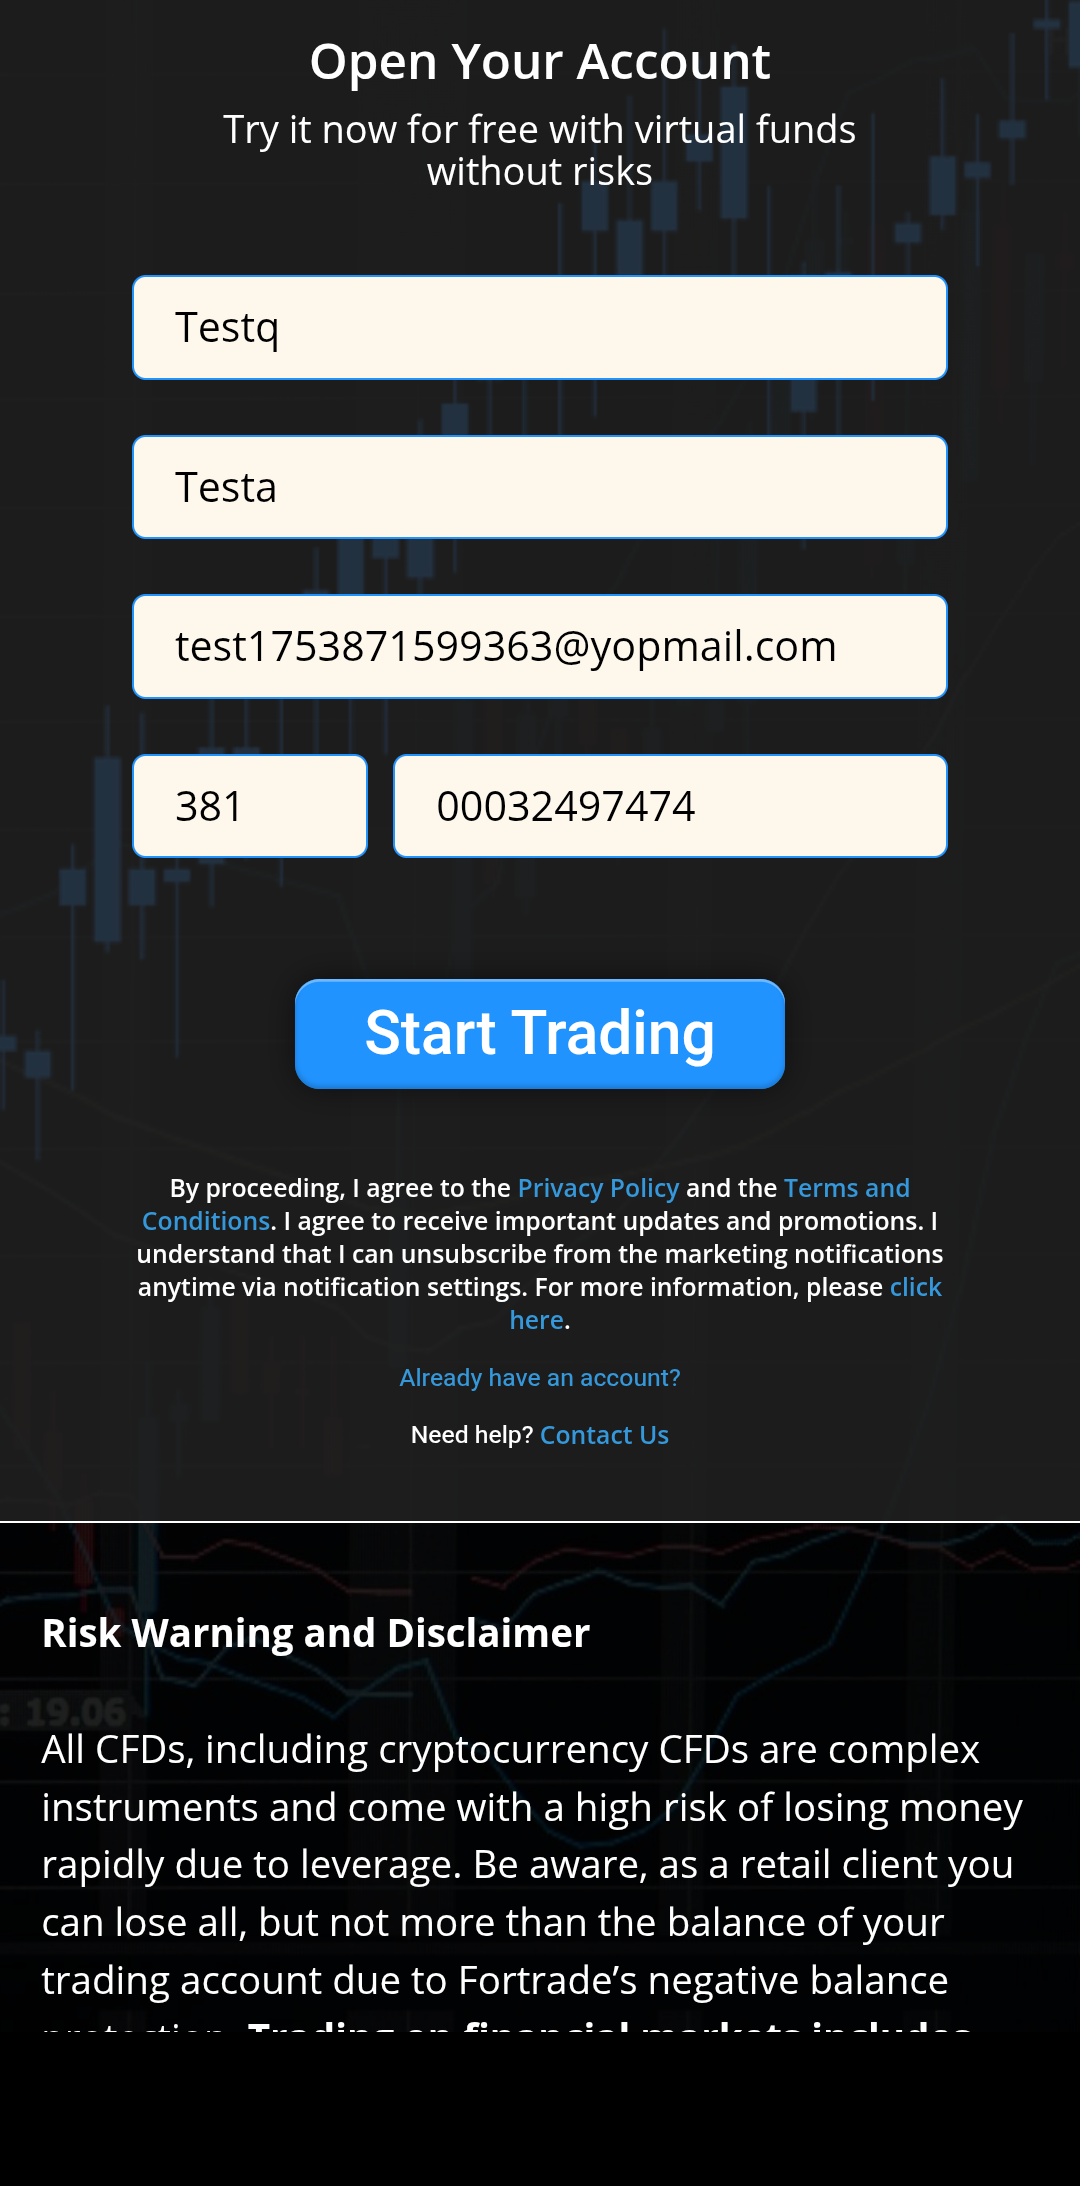 Open Your Account
Try it now for free with virtual funds
without risks
Testq
Testa
test1753871599363@yopmail.com
381
00032497474
Start Trading
By proceeding, I agree to the Privacy Policy and the Terms and
Conditions. I agree to receive important updates and promotions. I
understand that I can unsubscribe from the marketing notifications
anytime via notification settings. For more information, please click
here.
Already have an account?
Need help? Contact Us
Risk Warning and Disclaimer
: 19.06
All CFDs, including cryptocurrency CFDs are complex
instruments and come with a high risk of losing money
rapidly due to leverage. Be aware, as a retail client you
can lose all, but not more than the balance of your
trading account due to Fortrade’s negative balance
protection. Trading on financial markets includes